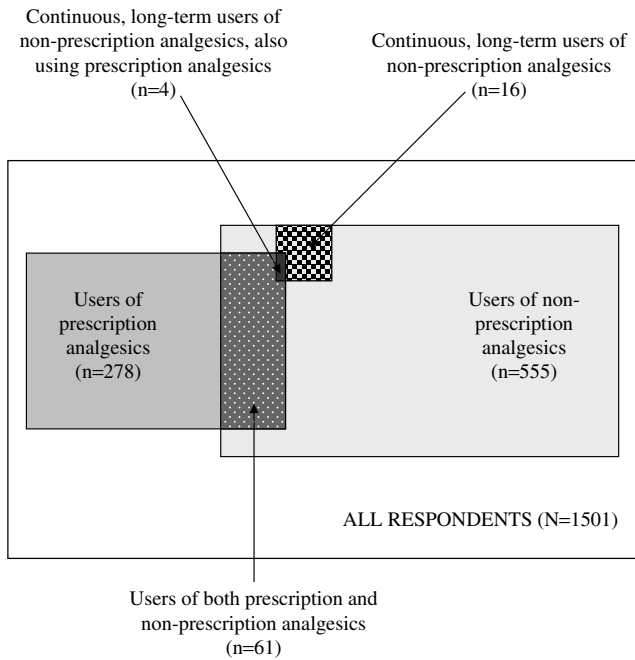 Continuous, long-term users of
non-prescription analgesics, also
using prescription analgesics
(n=4)
Continuous, long-term users of
non-prescription analgesics
(n=16)
Users of
prescription
analgesics
(n=278)
Users of non-
prescription
analgesics
(n=555)
ALL RESPONDENTS (N=1501)
Users of both prescription and
non-prescription analgesics
(n=61)